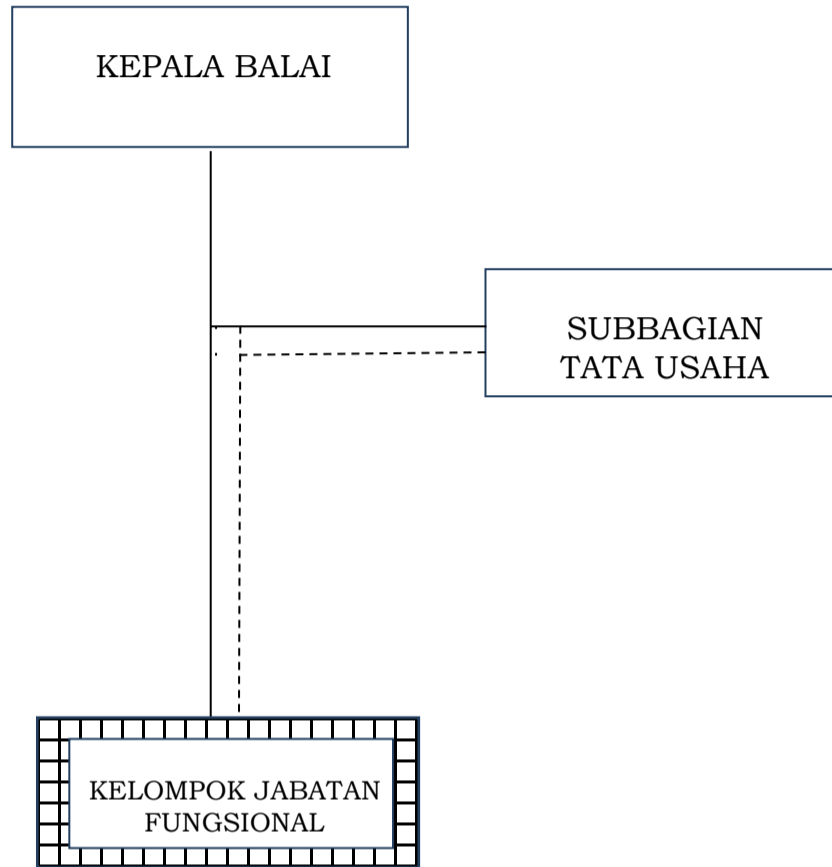 KEPALA BALAI
SUBBAGIAN
TATA USAHA
KELOMPOK JABATAN
FUNGSIONAL